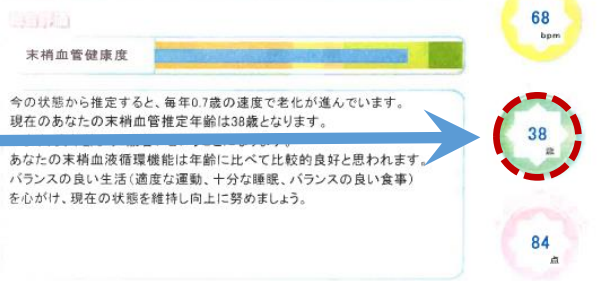 末梢血管健康度
今の状態から推定すると、毎年0.7歳の速度で老化が進んでいます。
現在のあなたの末梢血管推定年齢は38歳となります。
あなたの末梢血液循環機能は年齢に比べて比較的良好と思われます。
バランスの良い生活(適度な運動、十分な睡眠、バランスの良い食事)
を心がけ、現在の状態を維持し向上に努めましょう。
68
bpm
38
歳
84
点